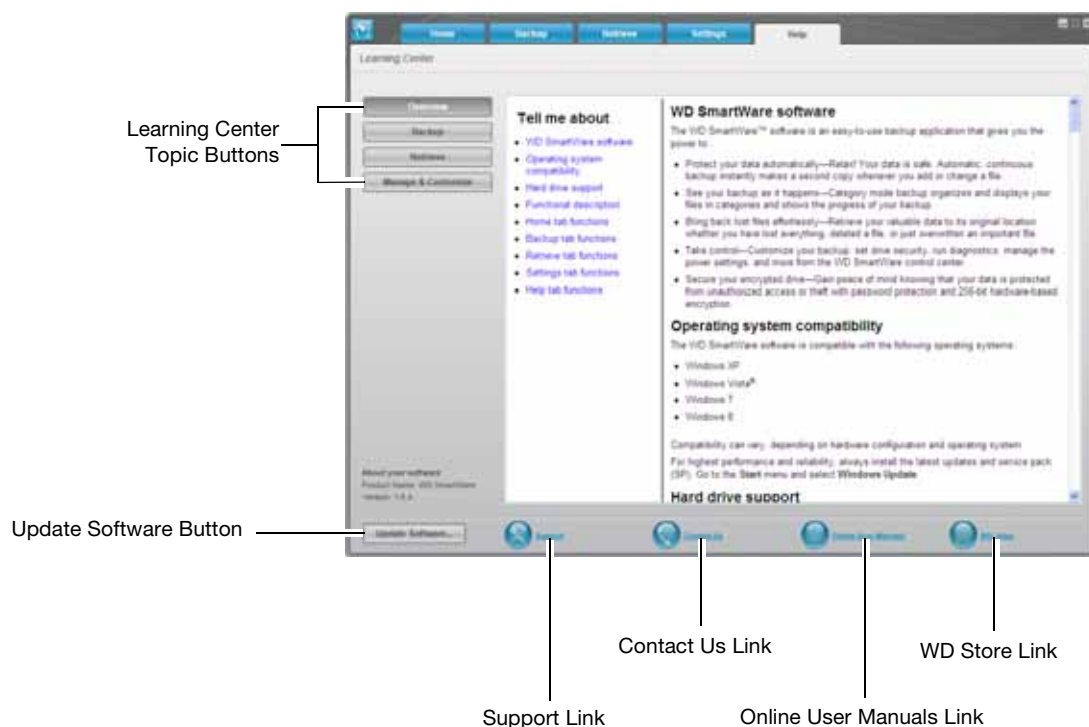 Home
Backup
Retrieve
Settings
Help
Learning Center
Overview
Backup
Retrieve
Manage & Customize
Learning Center
Topic Buttons
Tell me about
• WD SmartWare software
• Operating system
compatibility
• Hard drive support
• Functional description
• Home tab functions
• Backup tab functions
• Retrieve tab functions
• Settings tab functions
• Help tab functions
WD SmartWare software
The WD SmartWare™ software is an easy-to-use backup application that gives you the
power to:
• Protect your data automatically—Relax! Your data is safe. Automatic, continuous
backup instantly makes a second copy whenever you add or change a file.
• See your backup as it happens—Category mode backup organizes and displays your
files in categories and shows the progress of your backup.
• Bring back lost files effortlessly—Retrieve your valuable data to its original location
whether you have lost everything, deleted a file, or just overwritten an important file.
• Take control—Customize your backup, set drive security, run diagnostics, manage the
power settings, and more from the WD SmartWare control center.
• Secure your encrypted drive—Gain peace of mind knowing that your data is protected
from unauthorized access or theft with password protection and 256-bit hardware-based
encryption.
Operating system compatibility
The WD SmartWare software is compatible with the following operating systems:
• Windows XP
• Windows Vista®
• Windows 7
• Windows 8
Compatibility can vary, depending on hardware configuration and operating system.
For highest performance and reliability, always install the latest updates and service pack
(SP). Go to the Start menu and select Windows Update.
Hard drive support
About your software
Product Name: WD SmartWare
Version:
Update Software...
Update Software Button
Support
Contact Us
Online User Manuals
WD Store
Contact Us Link
WD Store Link
Support Link
Online User Manuals Link